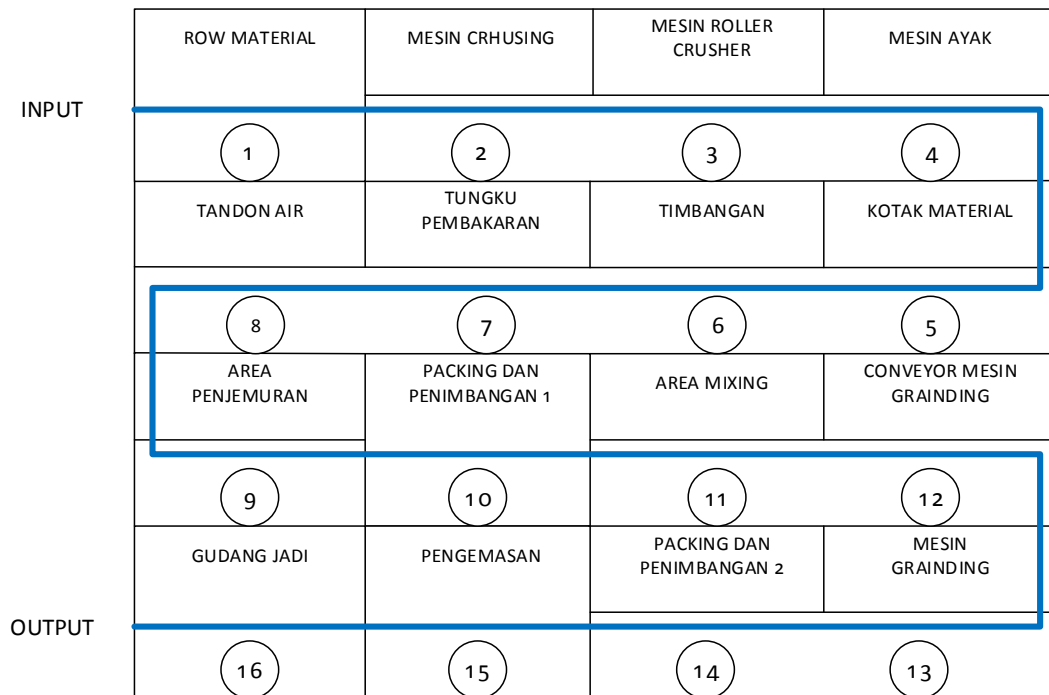 ROW MATERIAL
MESIN CRHUSING
MESIN ROLLER
CRUSHER
MESIN AYAK
INPUT
1
2
3
4
TANDON AIR
TUNGKU
PEMBAKARAN
TIMBANGAN
KOTAK MATERIAL
8
7
6
5
AREA
PENJEMURAN
PACKING DAN
PENIMBANGAN 1
AREA MIXING
CONVEYOR MESIN
GRAINDING
9
10
11
12
GUDANG JADI
PENGEMASAN
PACKING DAN
PENIMBANGAN 2
MESIN
GRAINDING
OUTPUT
16
15
14
13